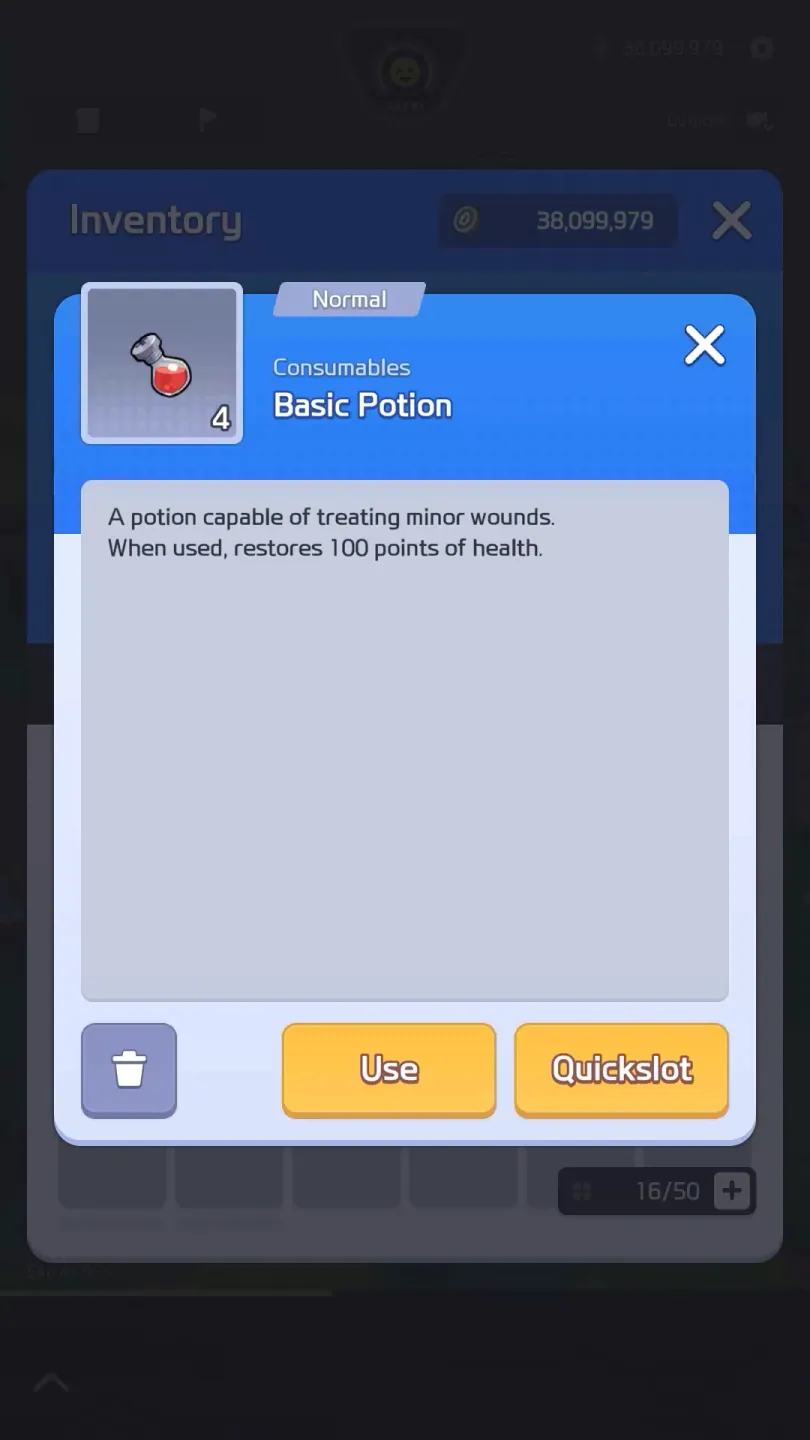 38,099,979
Inventory
38,099,979
Normal
Consumables
Basic Potion
4
A potion capable of treating minor wounds.
When used, restores 100 points of health.
Use
Quickslot
16/50